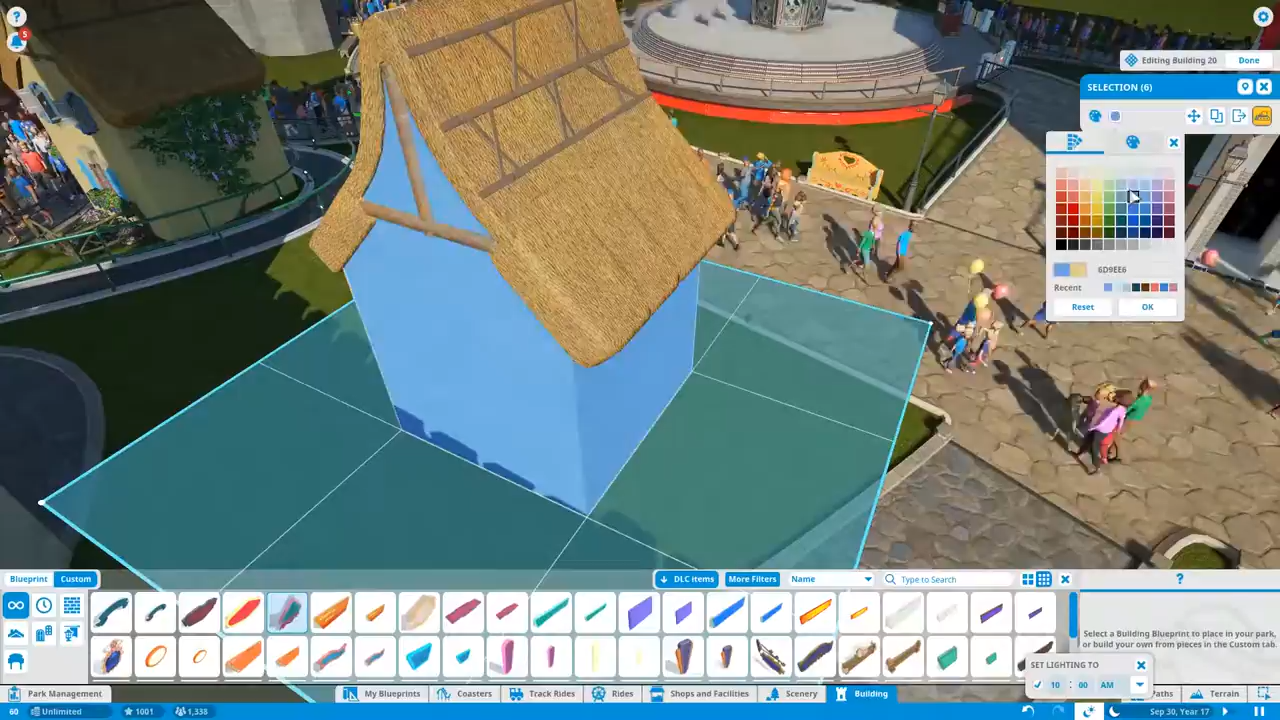 ?
5
Editing Building 20
Done
SELECTION (6)
6D9EE6
Recent
Reset
OK
Blueprint
Custom
DLC items
More Filters
Name
Type to Search
?
Select a Building Blueprint to place in your park,
or build your own from pieces in the Custom tab.
SET LIGHTING TO
10 : 00 AM
Park Management
My Blueprints
Coasters
Track Rides
Rides
Shops and Facilities
Scenery
Building
Paths
Terrain
60
Unlimited
1001
1,338
Sep 30, Year 17